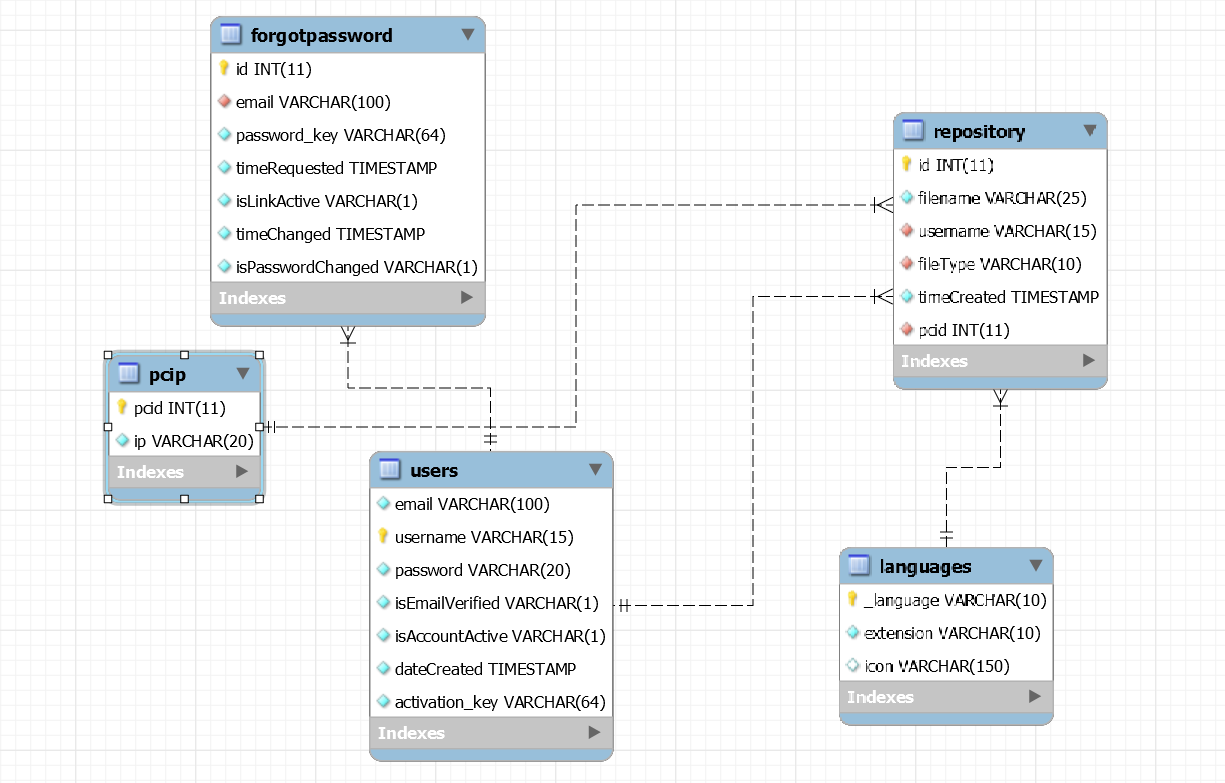 forgotpassword
id INT(11)
email VARCHAR(100)
password_key VARCHAR(64)
timeRequested TIMESTAMP
isLinkActive VARCHAR(1)
timeChanged TIMESTAMP
isPasswordChanged VARCHAR(1)
Indexes
repository
id INT(11)
filename VARCHAR(25)
username VARCHAR(15)
fileType VARCHAR(10)
timeCreated TIMESTAMP
pcid INT(11)
Indexes
pcip
pcid INT(11)
ip VARCHAR(20)
Indexes
users
email VARCHAR(100)
username VARCHAR(15)
password VARCHAR(20)
isEmailVerified VARCHAR(1)
isAccountActive VARCHAR(1)
dateCreated TIMESTAMP
activation_key VARCHAR(64)
Indexes
languages
_language VARCHAR(10)
extension VARCHAR(10)
icon VARCHAR(150)
Indexes